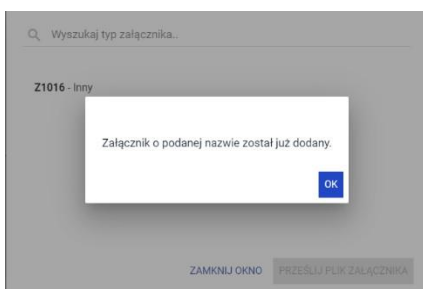 Wyszukaj typ załącznika..
Z1016 - Inny
Załącznik o podanej nazwie został już dodany.
OK
ZAMKNIJ OKNO PRZEŚLIJ PLIK ZAŁĄCZNIKA